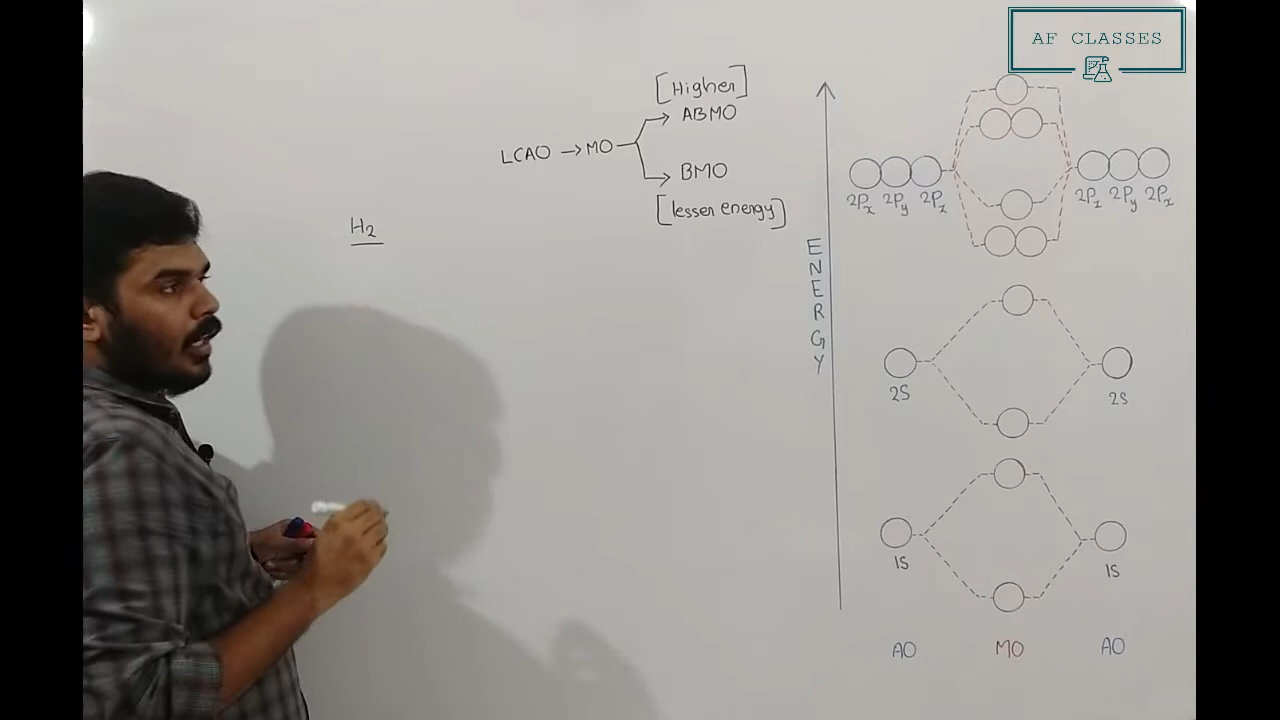 AF CLASSES
[Higher]
ABMO
LCAO → MO
BMO
[lesser energy]
H₂
ENERGY
2Px 2Py 2Pz
2Pz 2Py 2Px
2S
2S
1S
1S
AO
MO
AO